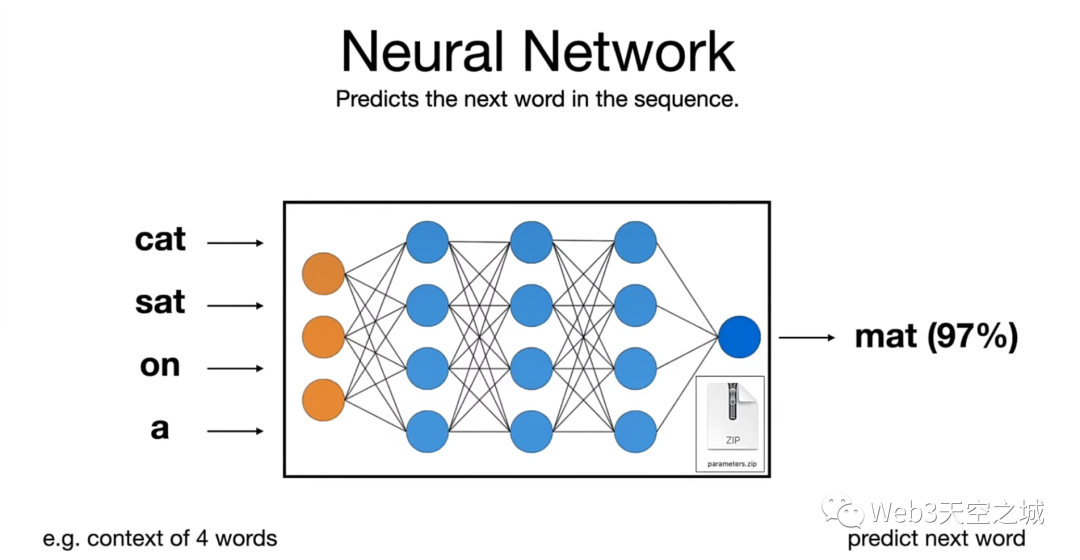 Neural Network
Predicts the next word in the sequence.
cat
sat
on
a
mat (97%)
ZIP
parameters.zip
Web3天空之城
e.g. context of 4 words
predict next word